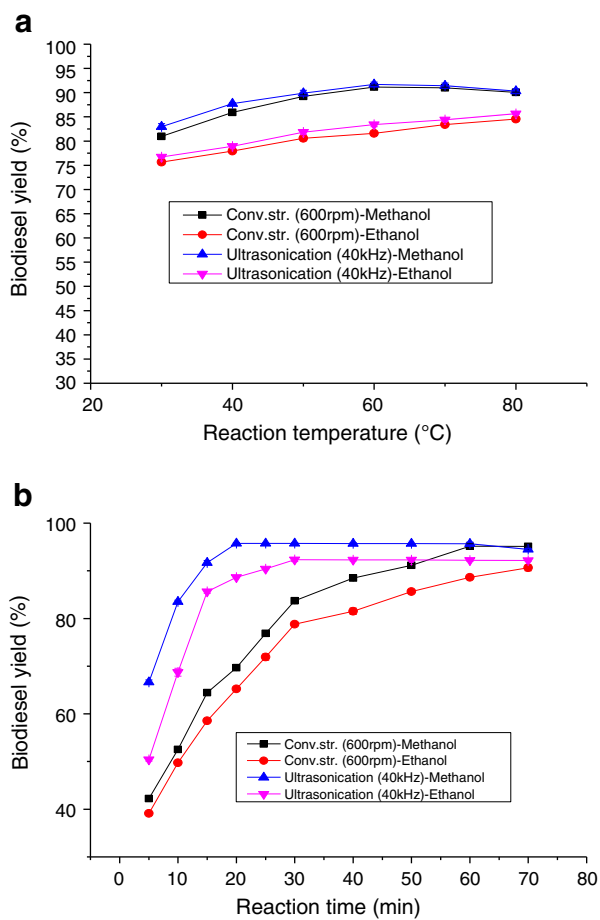 a
100
95
90
85
80
75
70
65
60
55
50
45
40
35
30
Biodiesel yield (%)
Conv.str. (600rpm)-Methanol
Conv.str. (600rpm)-Ethanol
Ultrasonication (40kHz)-Methanol
Ultrasonication (40kHz)-Ethanol
20 40 60 80
Reaction temperature (°C)
b
100
80
60
40
Biodiesel yield (%)
Conv.str. (600rpm)-Methanol
Conv.str. (600rpm)-Ethanol
Ultrasonication (40kHz)-Methanol
Ultrasonication (40kHz)-Ethanol
0 10 20 30 40 50 60 70 80
Reaction time (min)